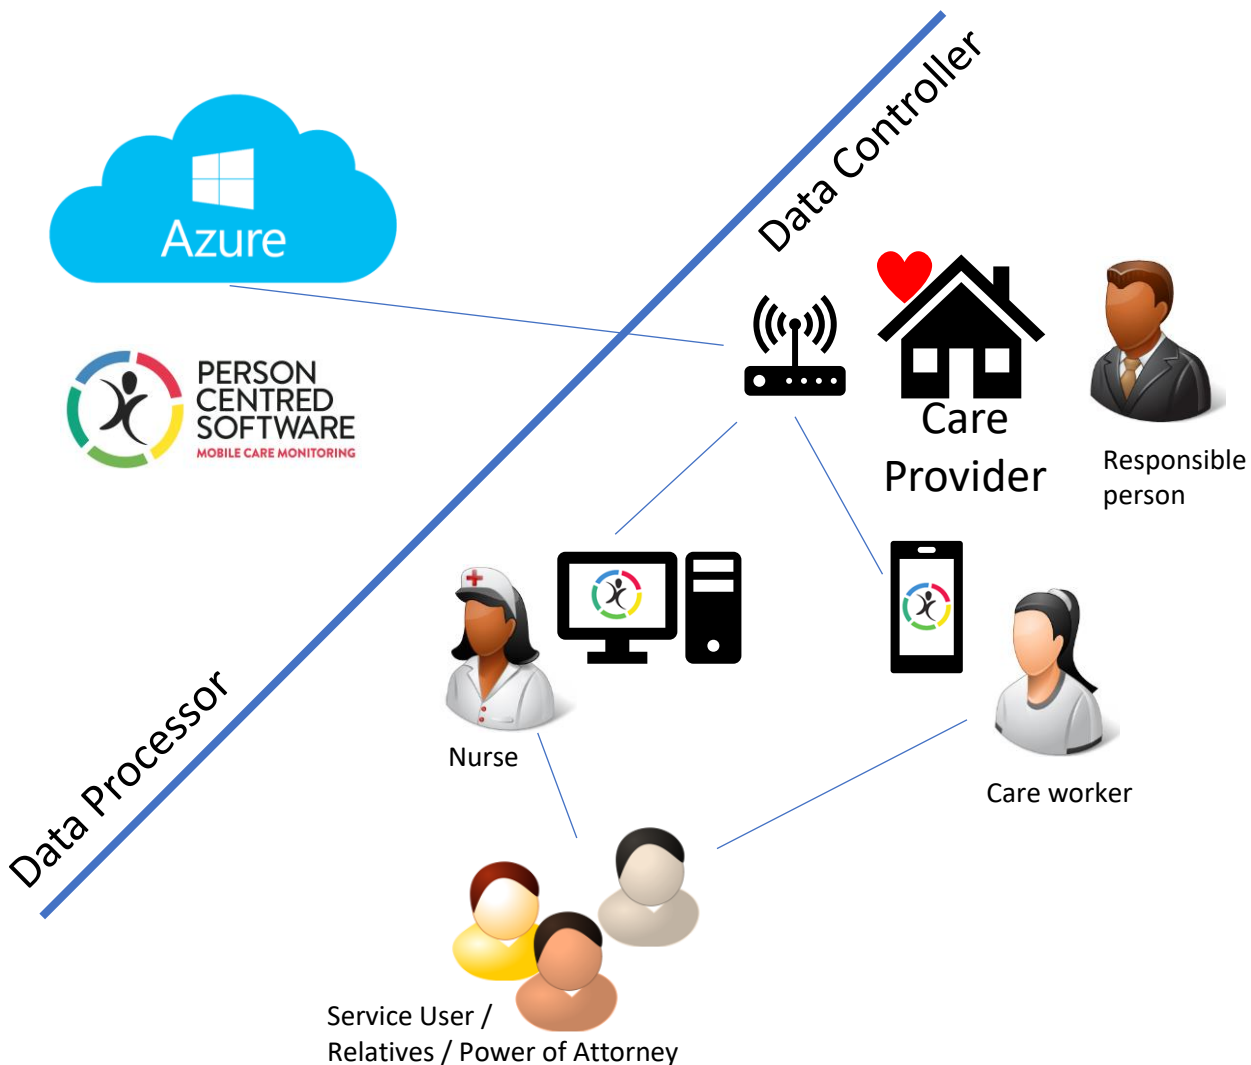 Data Controller
Azure
PERSON
CENTRED
SOFTWARE
MOBILE CARE MONITORING
Care
Provider
Responsible
person
Data Processor
Nurse
Care worker
Service User /
Relatives / Power of Attorney